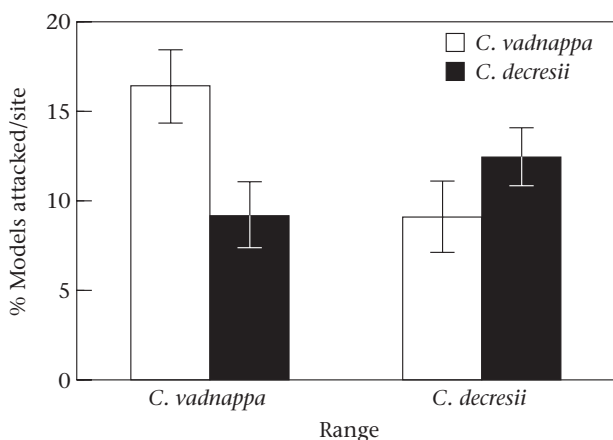 % Models attacked/site
20
15
10
5
0
C. vadnappa
C. decresii
C. vadnappa
C. decresii
Range